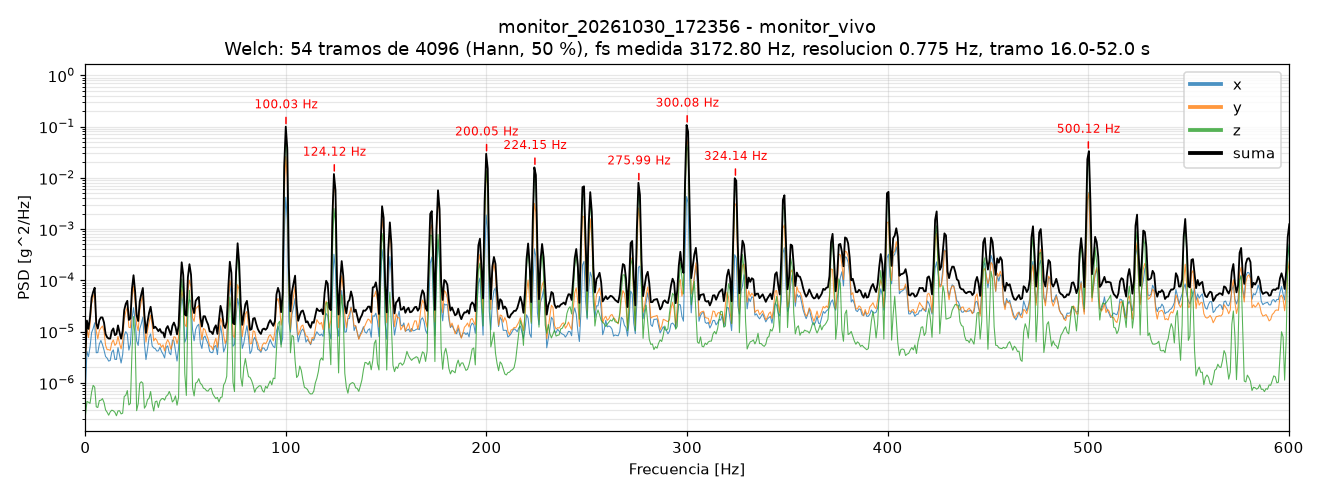 monitor_20261030_172356 - monitor_vivo
Welch: 54 tramos de 4096 (Hann, 50 %), fs medida 3172.80 Hz, resolucion 0.775 Hz, tramo 16.0-52.0 s
PSD [g^2/Hz]
10^0
10^-1
10^-2
10^-3
10^-4
10^-5
10^-6
100.03 Hz
124.12 Hz
200.05 Hz
224.15 Hz
275.99 Hz
300.08 Hz
324.14 Hz
500.12 Hz
x
y
z
suma
0 100 200 300 400 500 600
Frecuencia [Hz]